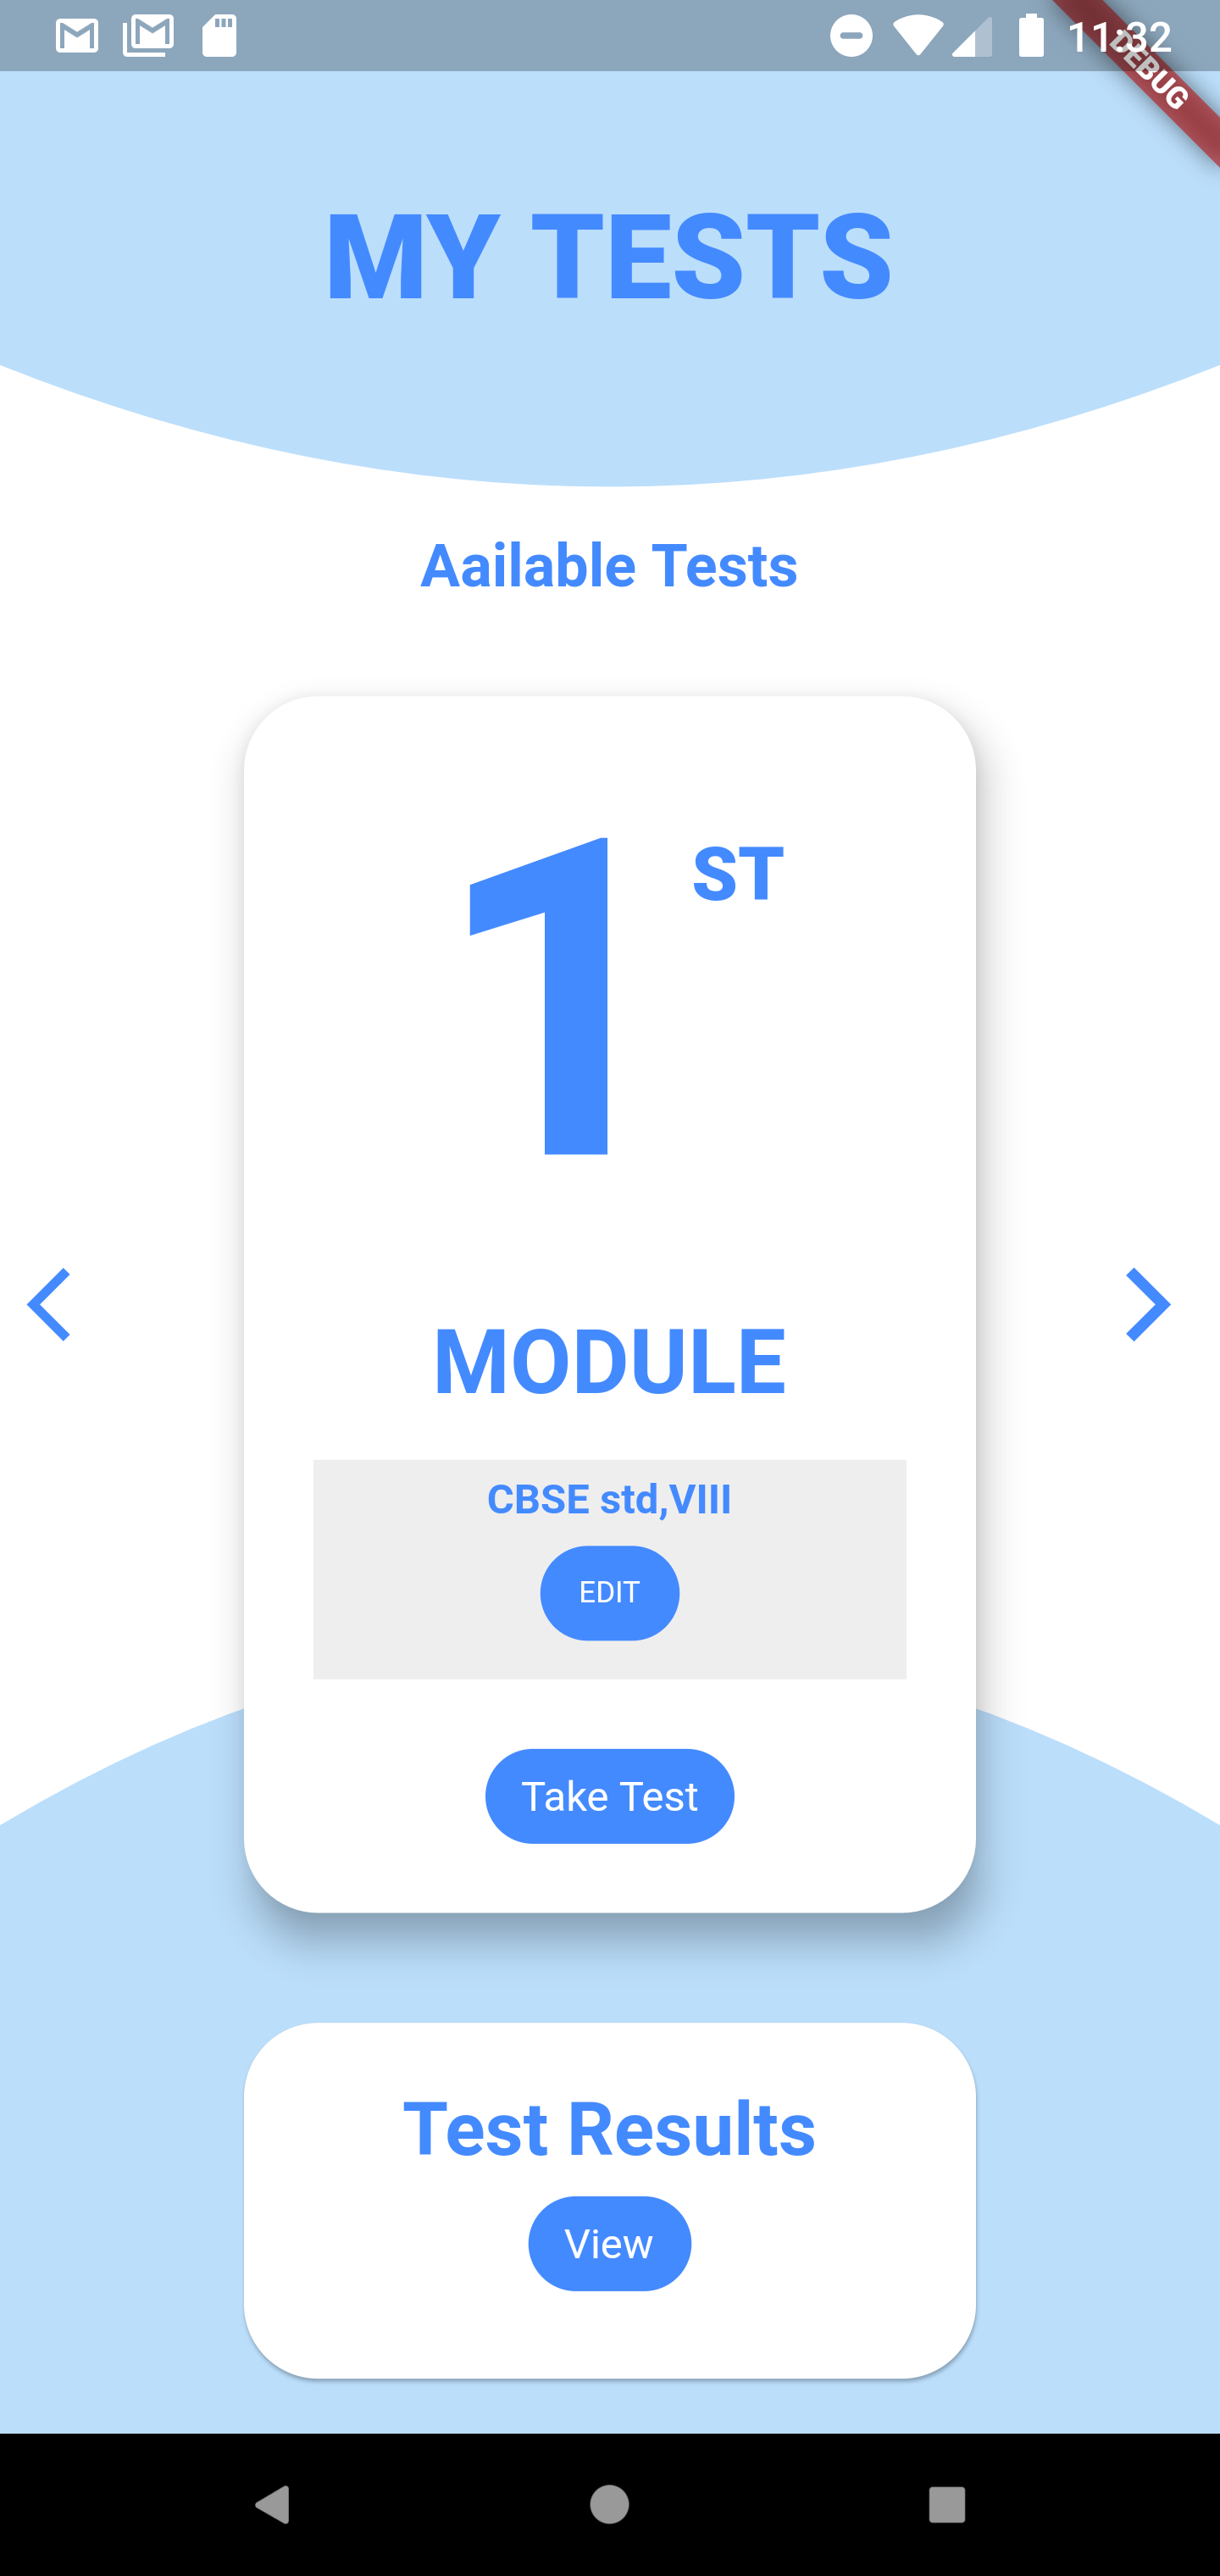 11:32
DEBUG
MY TESTS
Aailable Tests
1 ST
MODULE
CBSE std,VIII
EDIT
Take Test
Test Results
View